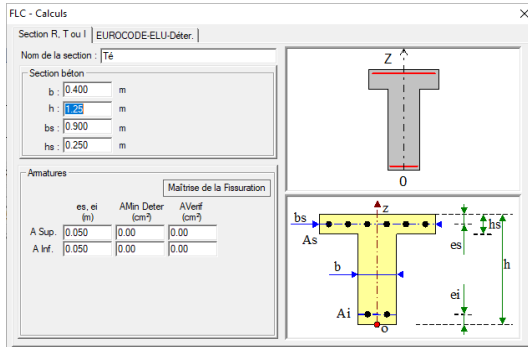 FLC - Calculs
Section R, T ou I
EUROCODE-ELU-Déter.
Nom de la section : Té
Section béton
b : 0.400 m
h : 1.25 m
bs : 0.900 m
hs : 0.250 m
Armatures
Maîtrise de la Fissuration
es, ei AMin Deter AVerif
(m) (cm²) (cm²)
A Sup. 0.050 0.00 0.00
A Inf. 0.050 0.00 0.00
Z
0
z
bs
hs
As
es
b
h
ei
Ai
o